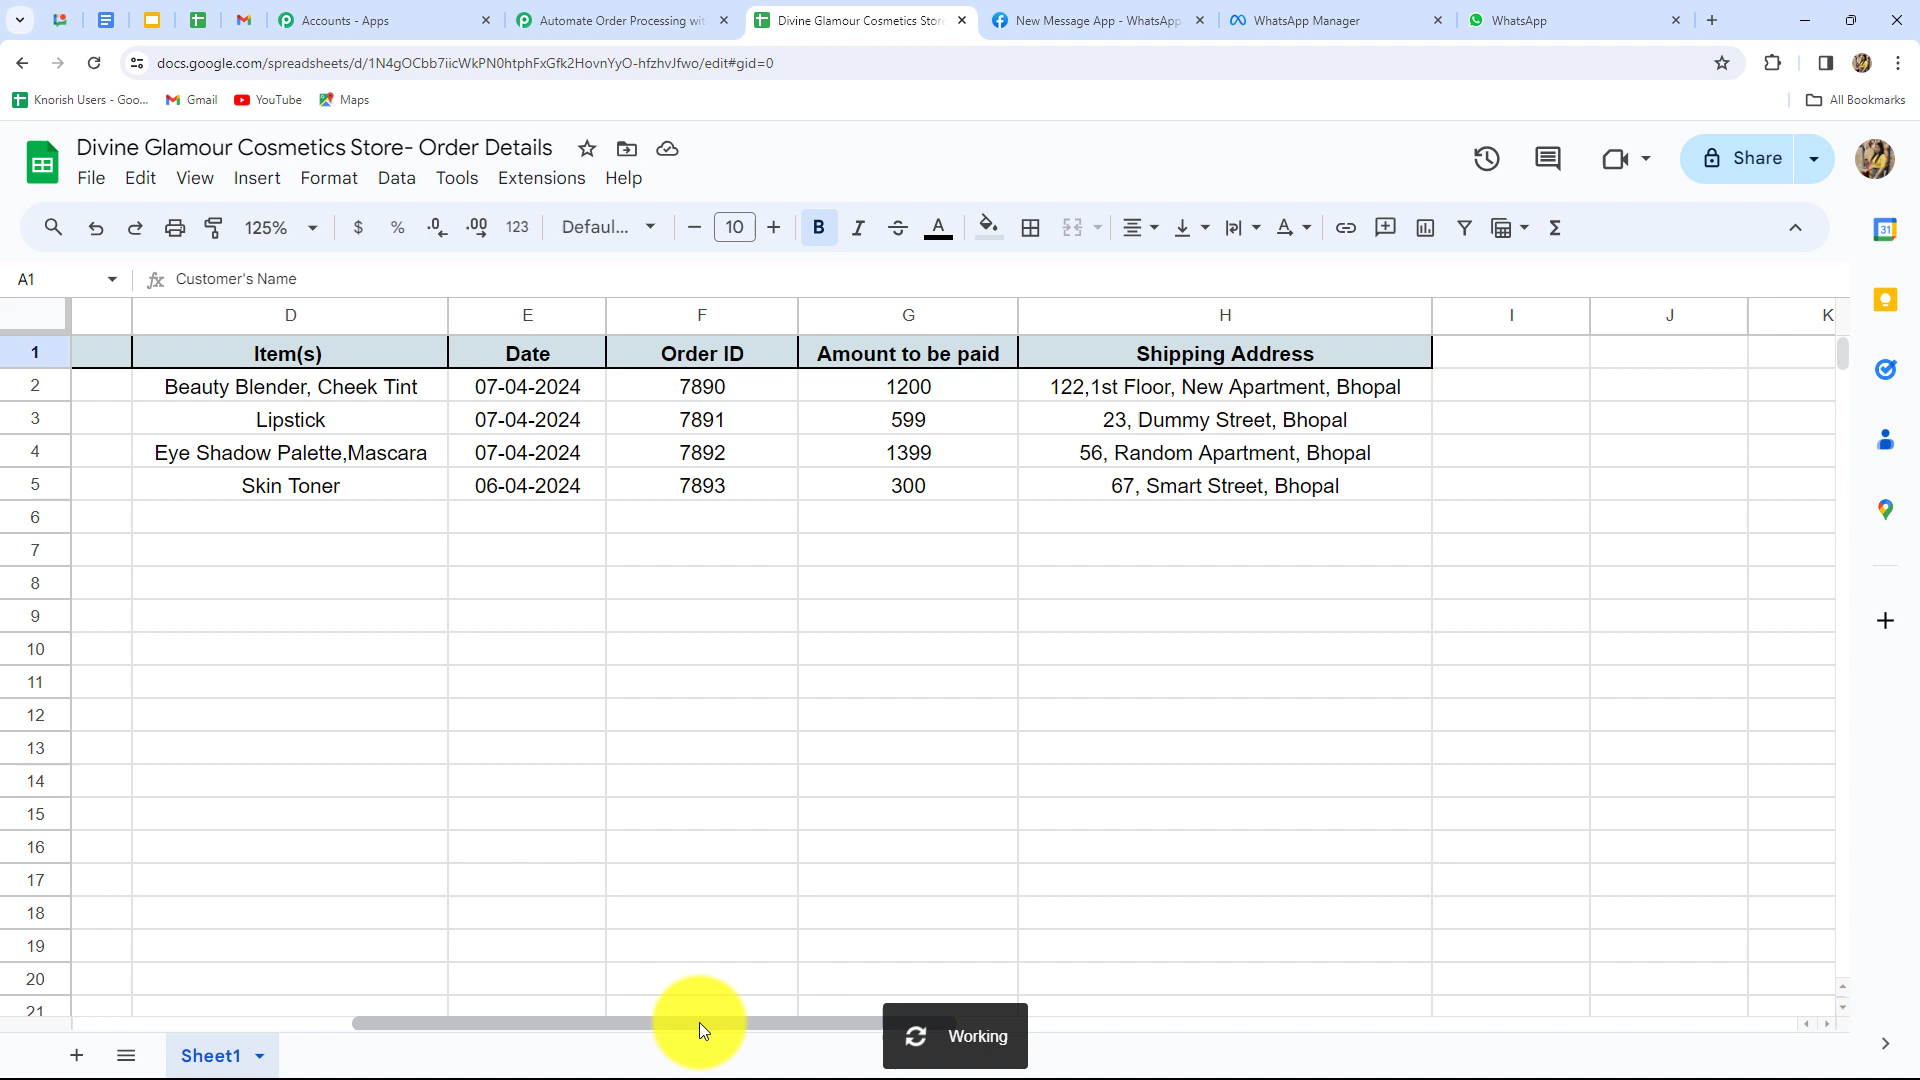 Accounts - Apps
Automate Order Processing wit
Divine Glamour Cosmetics Store
New Message App - WhatsApp
WhatsApp Manager
WhatsApp
docs.google.com/spreadsheets/d/1N4gOCbb7iicWkPN0htphFxGfk2HovnYyO-hfzhvJfwo/edit#gid=0
Knorish Users - Goo...
Gmail
YouTube
Maps
All Bookmarks
Divine Glamour Cosmetics Store- Order Details
File Edit View Insert Format Data Tools Extensions Help
Share
125% $ % .0 .00 123 Defaul... 10 B I S A
31
A1 fx Customer's Name
D E F G H I J K
1 Item(s) Date Order ID Amount to be paid Shipping Address
2 Beauty Blender, Cheek Tint 07-04-2024 7890 1200 122,1st Floor, New Apartment, Bhopal
3 Lipstick 07-04-2024 7891 599 23, Dummy Street, Bhopal
4 Eye Shadow Palette,Mascara 07-04-2024 7892 1399 56, Random Apartment, Bhopal
5 Skin Toner 06-04-2024 7893 300 67, Smart Street, Bhopal
6
7
8
9
10
11
12
13
14
15
16
17
18
19
20
21
Working
Sheet1